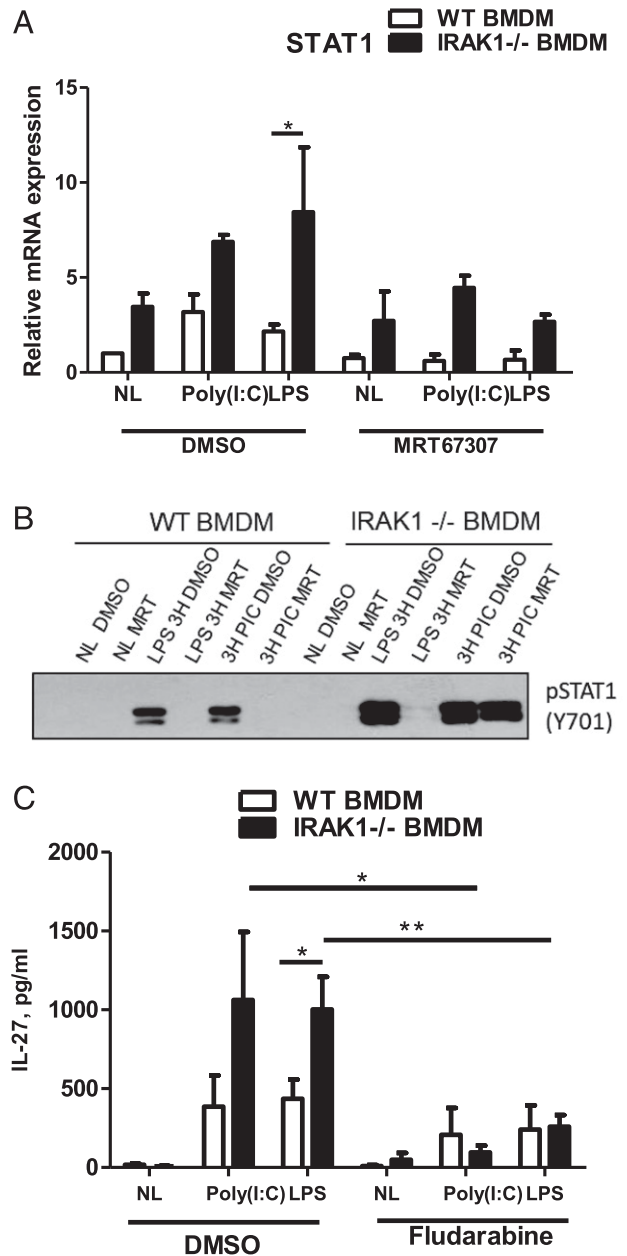 A
WT BMDM
STAT1 IRAK1-/- BMDM
Relative mRNA expression
15
10
5
0
*
NL Poly(I:C)LPS NL Poly(I:C)LPS
DMSO MRT67307
B
WT BMDM IRAK1 -/- BMDM
NL DMSO
NL MRT
LPS 3H DMSO
LPS 3H MRT
3H PIC DMSO
3H PIC MRT
NL DMSO
NL MRT
LPS 3H DMSO
LPS 3H MRT
3H PIC DMSO
3H PIC MRT
pSTAT1
(Y701)
C
WT BMDM
IRAK1-/- BMDM
IL-27, pg/ml
2000
1500
1000
500
0
*
**
*
NL Poly(I:C) LPS NL Poly(I:C) LPS
DMSO Fludarabine